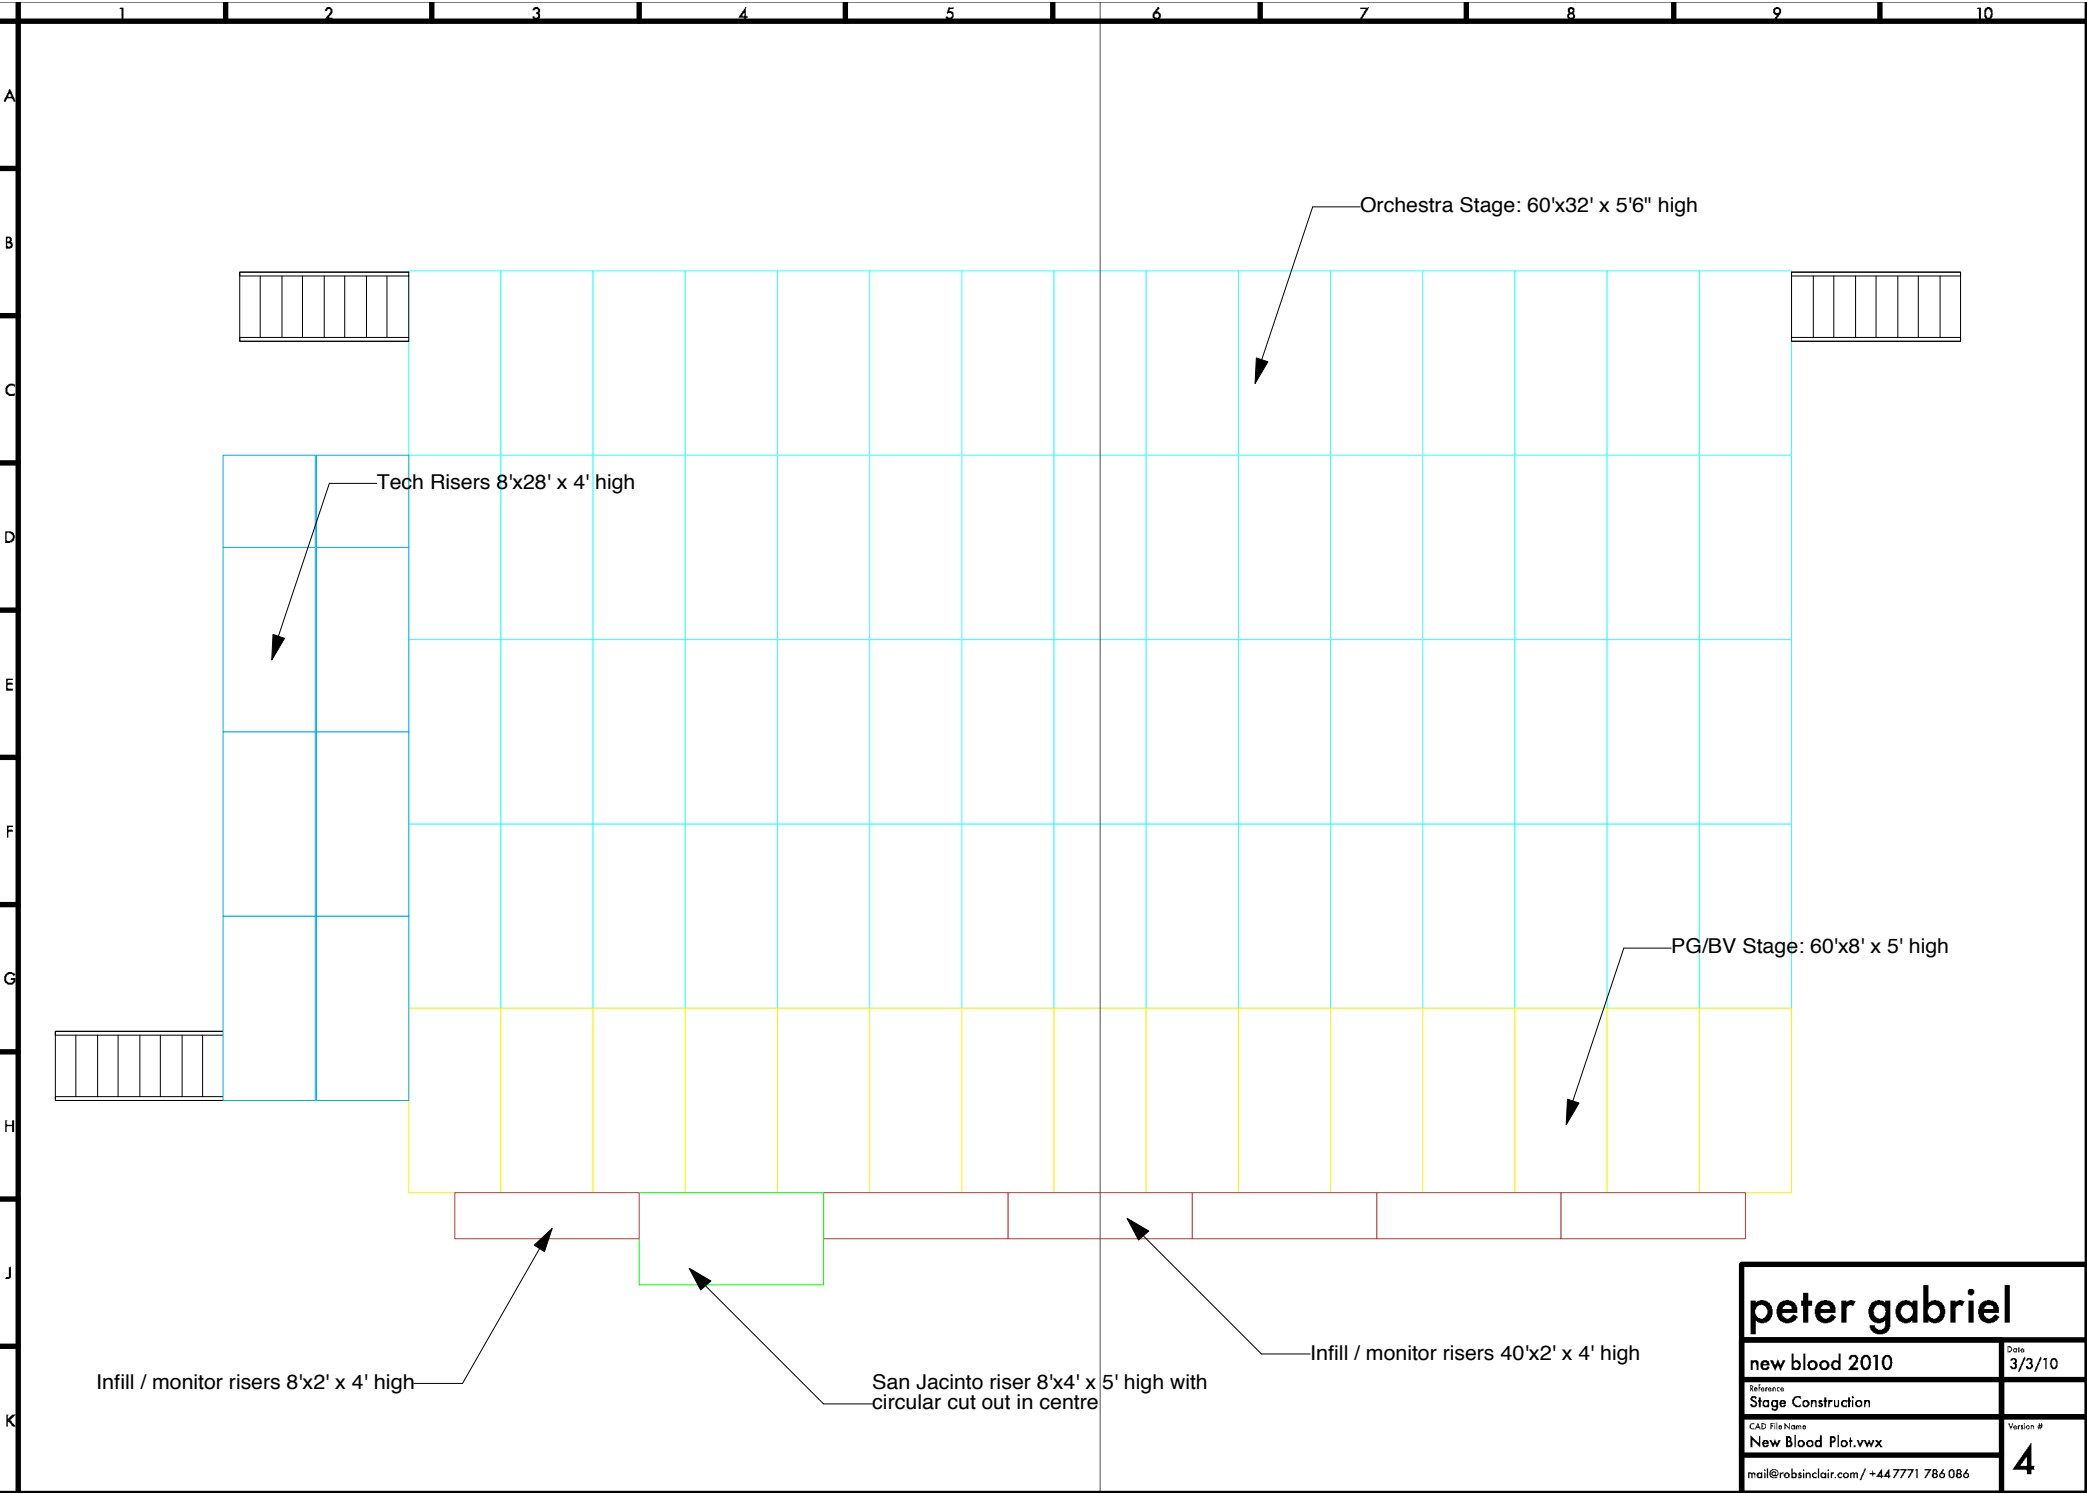 1 2 3 4 5 6 7 8 9 10
A
B
C
D
E
F
G
H
J
K
Orchestra Stage: 60'x32' x 5'6" high
Tech Risers 8'x28' x 4' high
PG/BV Stage: 60'x8' x 5' high
Infill / monitor risers 8'x2' x 4' high
San Jacinto riser 8'x4' x 5' high with
circular cut out in centre
Infill / monitor risers 40'x2' x 4' high
peter gabriel
new blood 2010
Date
3/3/10
Reference
Stage Construction
CAD File Name
New Blood Plot.vwx
Version #
4
mail@robsinclair.com/ +447771 786 086